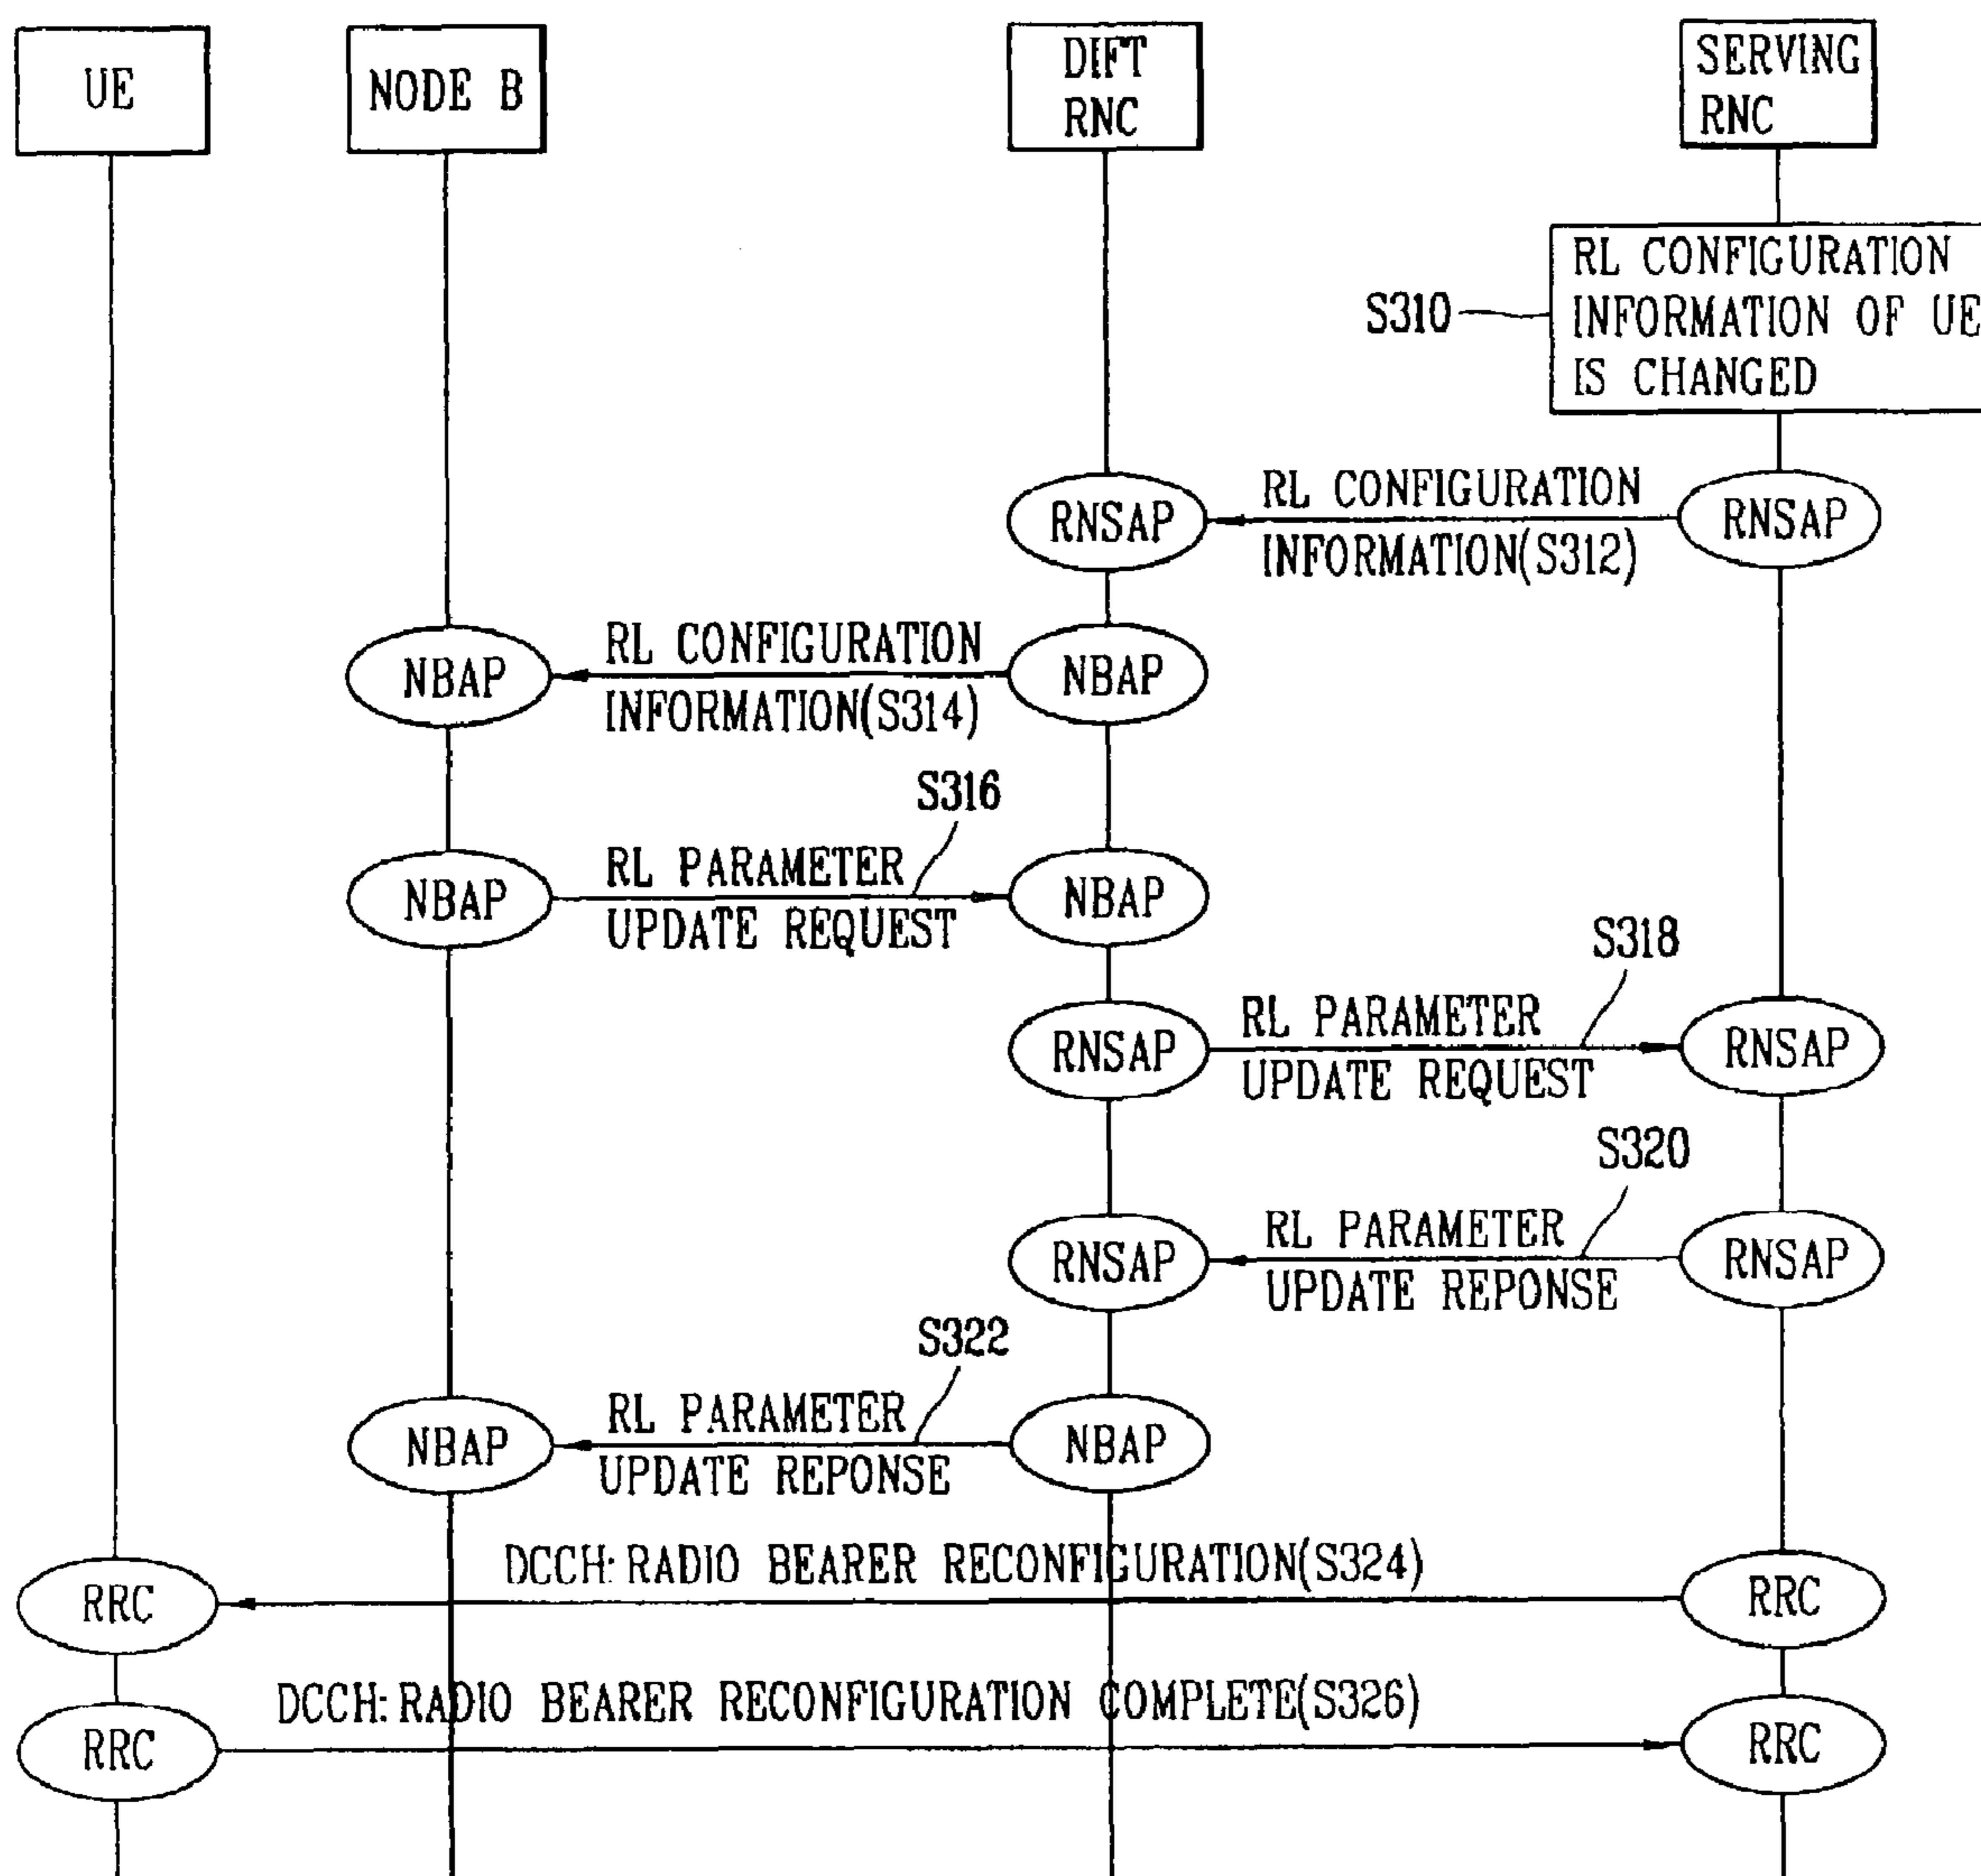 UE
NODE B
DIFT
RNC
SERVING
RNC
S310
RL CONFIGURATION
INFORMATION OF UE
IS CHANGED
RNSAP
RL CONFIGURATION
INFORMATION(S312)
RNSAP
NBAP
RL CONFIGURATION
INFORMATION(S314)
NBAP
S316
NBAP
RL PARAMETER
UPDATE REQUEST
NBAP
S318
RNSAP
RL PARAMETER
UPDATE REQUEST
RNSAP
S320
RNSAP
RL PARAMETER
UPDATE REPONSE
RNSAP
S322
NBAP
RL PARAMETER
UPDATE REPONSE
NBAP
DCCH: RADIO BEARER RECONFIGURATION(S324)
RRC
RRC
DCCH: RADIO BEARER RECONFIGURATION COMPLETE(S326)
RRC
RRC